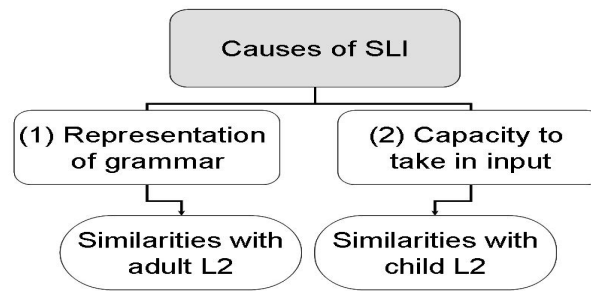 Causes of SLI
(1) Representation
of grammar
(2) Capacity to
take in input
Similarities with
adult L2
Similarities with
child L2